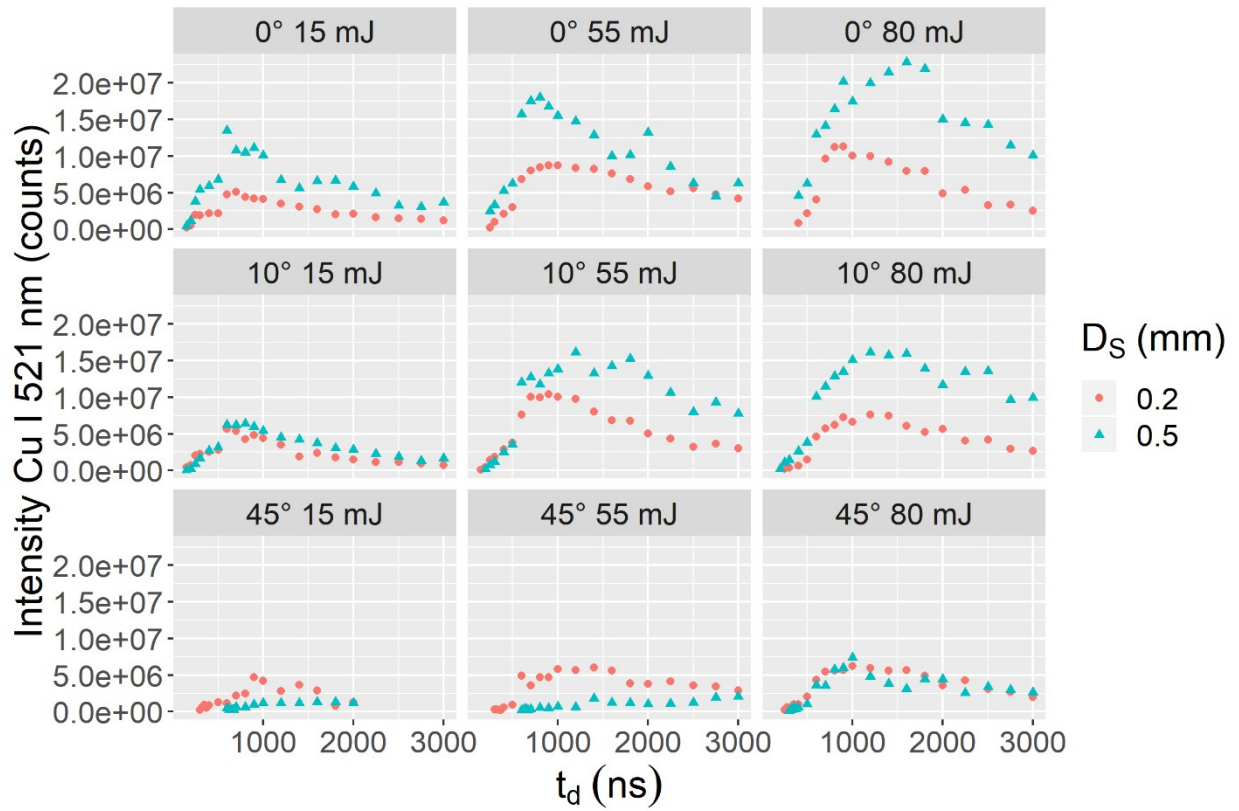 0° 15 mJ
0° 55 mJ
0° 80 mJ
2.0e+07
1.5e+07
1.0e+07
5.0e+06
0.0e+00
10° 15 mJ
10° 55 mJ
10° 80 mJ
2.0e+07
1.5e+07
1.0e+07
5.0e+06
0.0e+00
45° 15 mJ
45° 55 mJ
45° 80 mJ
2.0e+07
1.5e+07
1.0e+07
5.0e+06
0.0e+00
1000 2000 3000
1000 2000 3000
1000 2000 3000
t_d (ns)
Intensity Cu I 521 nm (counts)
D_S (mm)
0.2
0.5